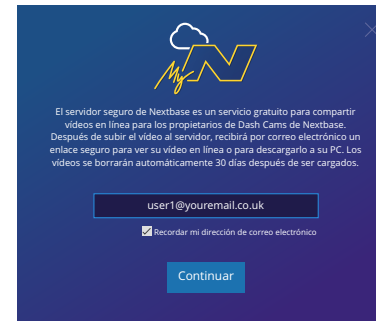 My N
El servidor seguro de Nextbase es un servicio gratuito para compartir
vídeos en línea para los propietarios de Dash Cams de Nextbase.
Después de subir el vídeo al servidor, recibirá por correo electrónico un
enlace seguro para ver su vídeo en línea o para descargarlo a su PC. Los
vídeos se borrarán automáticamente 30 días después de ser cargados.
user1@youremail.co.uk
Recordar mi dirección de correo electrónico
Continuar